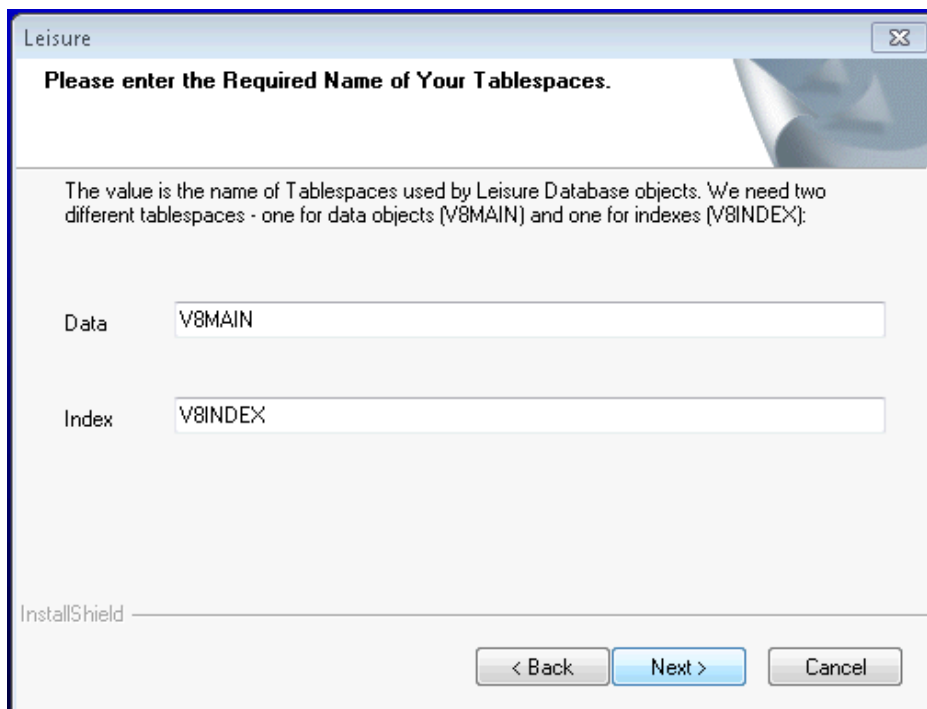 Leisure
Please enter the Required Name of Your Tablespaces.
The value is the name of Tablespaces used by Leisure Database objects. We need two
different tablespaces - one for data objects (V8MAIN) and one for indexes (V8INDEX):
Data V8MAIN
Index V8INDEX
InstallShield
< Back Next > Cancel